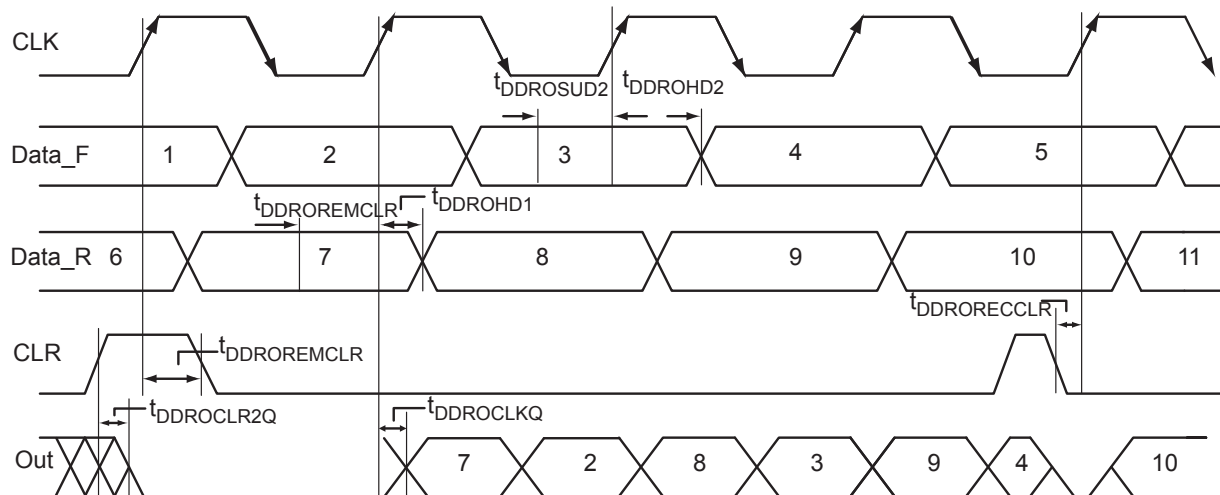 CLK
tDDROSUD2 tDDROHD2
Data_F 1 2 3 4 5
tDDROREMCLR tDDROHD1
Data_R 6 7 8 9 10 11
tDDRORECCLR
CLR tDDROREMCLR
tDDROCLR2Q tDDROCLKQ
Out 7 2 8 3 9 4 10